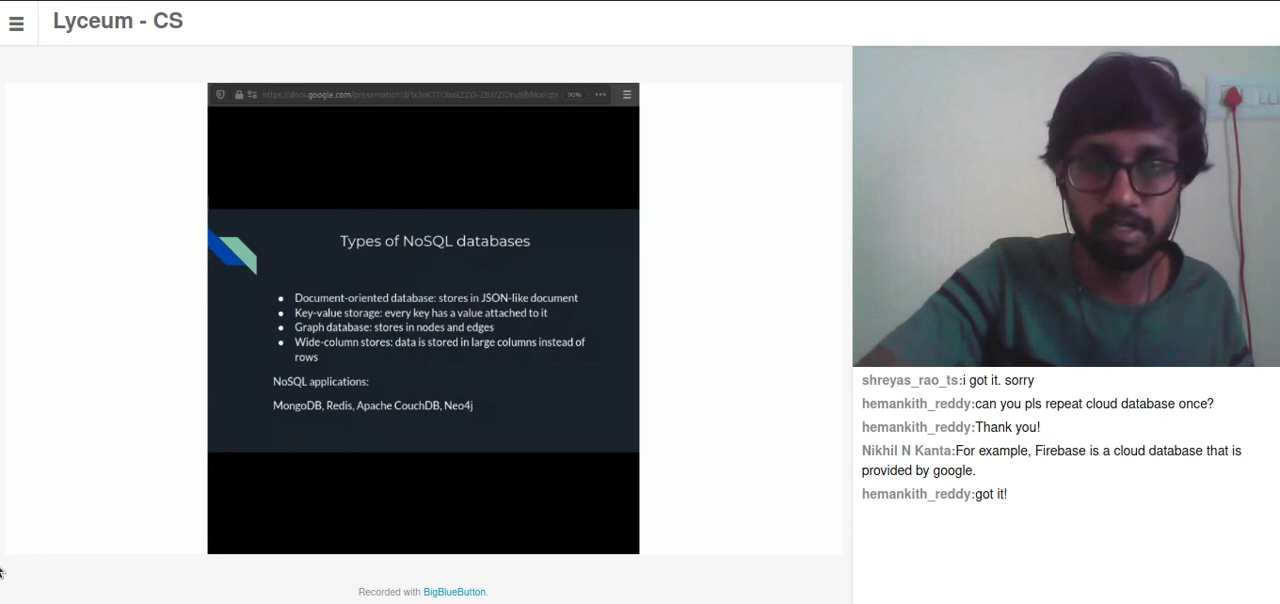 Lyceum - CS
90%
Types of NoSQL databases
● Document-oriented database: stores in JSON-like document
● Key-value storage: every key has a value attached to it
● Graph database: stores in nodes and edges
● Wide-column stores: data is stored in large columns instead of
rows
NoSQL applications:
MongoDB, Redis, Apache CouchDB, Neo4j
Recorded with BigBlueButton.
shreyas_rao_ts:i got it. sorry
hemankith_reddy:can you pls repeat cloud database once?
hemankith_reddy:Thank you!
Nikhil N Kanta:For example, Firebase is a cloud database that is
provided by google.
hemankith_reddy:got it!